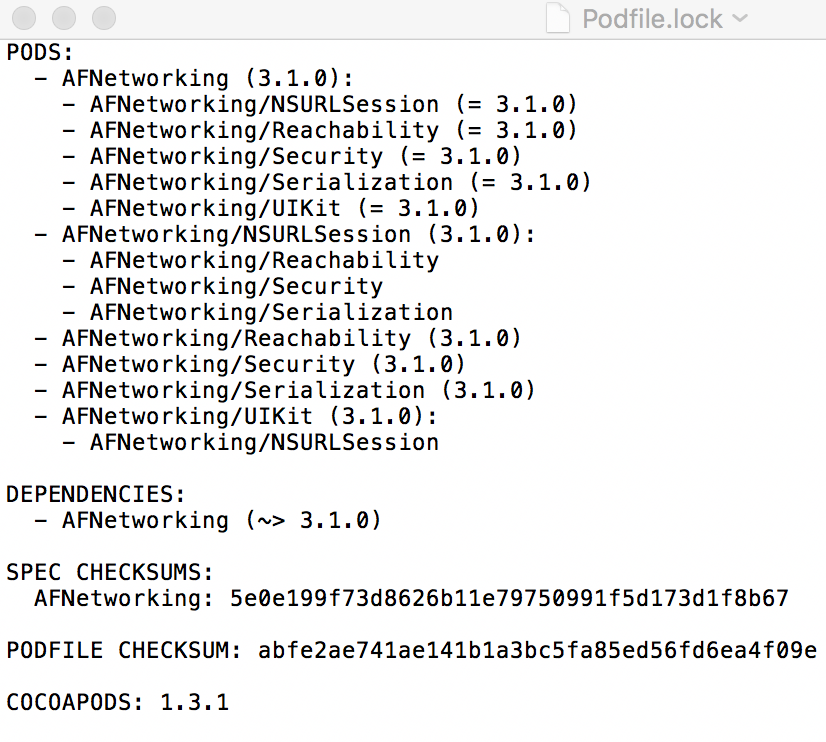 Podfile.lock
PODS:
  - AFNetworking (3.1.0):
    - AFNetworking/NSURLSession (= 3.1.0)
    - AFNetworking/Reachability (= 3.1.0)
    - AFNetworking/Security (= 3.1.0)
    - AFNetworking/Serialization (= 3.1.0)
    - AFNetworking/UIKit (= 3.1.0)
  - AFNetworking/NSURLSession (3.1.0):
    - AFNetworking/Reachability
    - AFNetworking/Security
    - AFNetworking/Serialization
  - AFNetworking/Reachability (3.1.0)
  - AFNetworking/Security (3.1.0)
  - AFNetworking/Serialization (3.1.0)
  - AFNetworking/UIKit (3.1.0):
    - AFNetworking/NSURLSession

DEPENDENCIES:
  - AFNetworking (~> 3.1.0)

SPEC CHECKSUMS:
  AFNetworking: 5e0e199f73d8626b11e79750991f5d173d1f8b67

PODFILE CHECKSUM: abfe2ae741ae141b1a3bc5fa85ed56fd6ea4f09e

COCOAPODS: 1.3.1